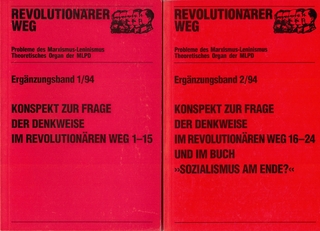 REVOLUTIONÄRER
WEG
Probleme des Marxismus-Leninismus
Theoretisches Organ der MLPD
Ergänzungsband 1/94
KONSPEKT ZUR FRAGE
DER DENKWEISE
IM REVOLUTIONÄREN WEG 1–15
REVOLUTIONÄRER
WEG
Probleme des Marxismus-Leninismus
Theoretisches Organ der MLPD
Ergänzungsband 2/94
KONSPEKT ZUR FRAGE
DER DENKWEISE
IM REVOLUTIONÄREN WEG 16–24
UND IM BUCH
»SOZIALISMUS AM ENDE?«